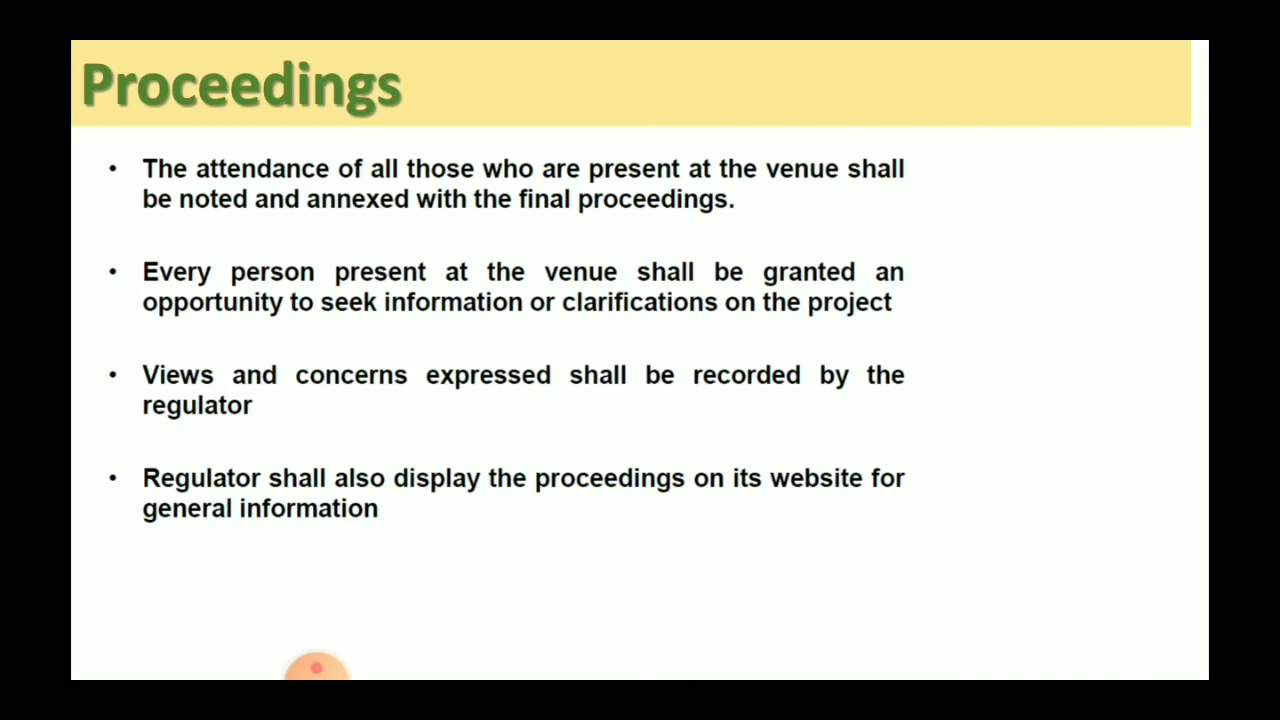 Proceedings
• The attendance of all those who are present at the venue shall
be noted and annexed with the final proceedings.
• Every person present at the venue shall be granted an
opportunity to seek information or clarifications on the project
• Views and concerns expressed shall be recorded by the
regulator
• Regulator shall also display the proceedings on its website for
general information